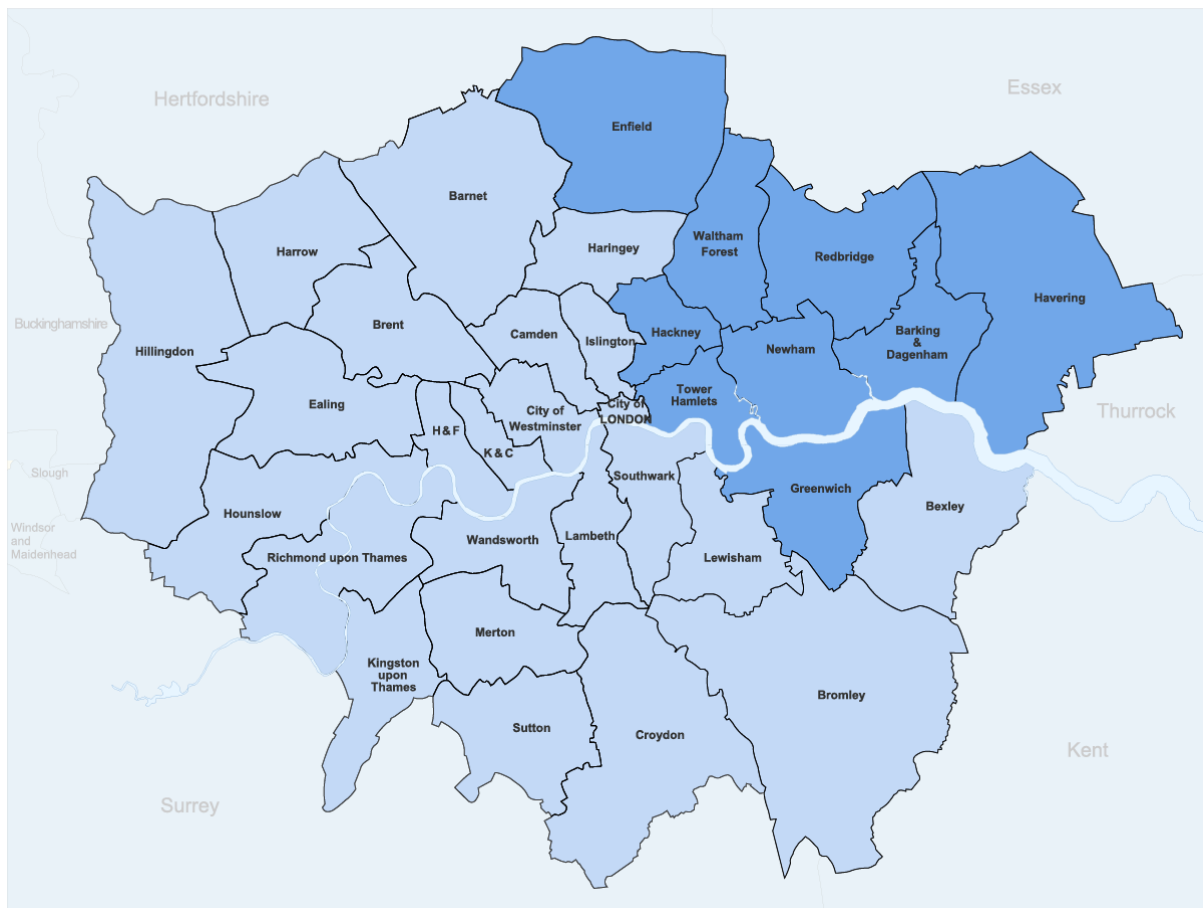 Essex
Hertfordshire
Enfield
Barnet
Waltham
Forest
Haringey
Harrow
Redbridge
Havering
Buckinghamshire
Brent
Hackney
Barking
&
Dagenham
Camden
Islington
Newham
Hillingdon
Tower
Hamlets
Ealing
City of
Westminster
City of
LONDON
Thurrock
H & F
K & C
Slough
Southwark
Greenwich
Bexley
Hounslow
Windsor
and
Maidenhead
Wandsworth
Lambeth
Richmond upon Thames
Lewisham
Merton
Kingston
upon
Thames
Bromley
Sutton
Croydon
Kent
Surrey